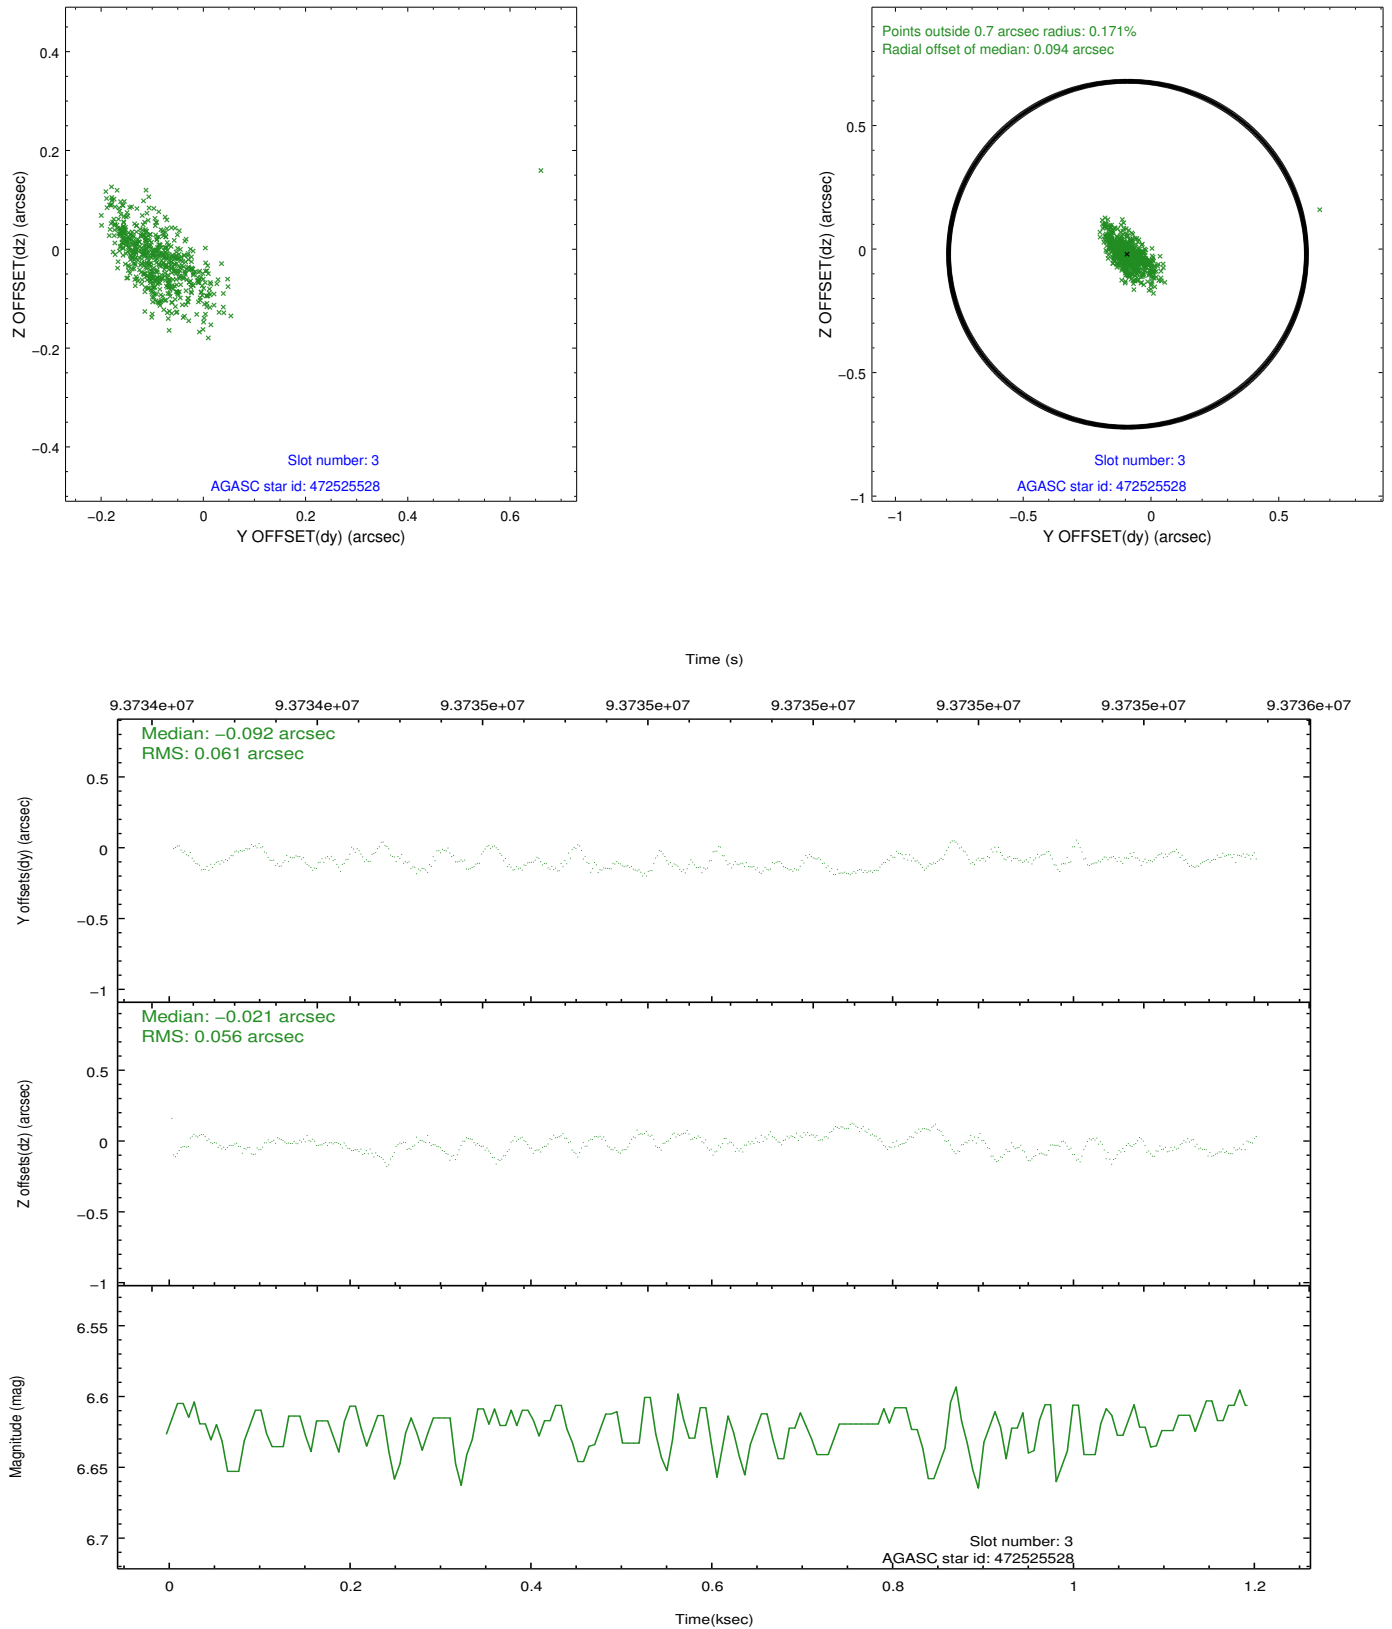 0.4
0.2
0
−0.2
−0.4
Z OFFSET(dz) (arcsec)
Slot number: 3
AGASC star id: 472525528
−0.2 0 0.2 0.4 0.6
Y OFFSET(dy) (arcsec)
Points outside 0.7 arcsec radius: 0.171%
Radial offset of median: 0.094 arcsec
0.5
0
−0.5
−1
Z OFFSET(dz) (arcsec)
Slot number: 3
AGASC star id: 472525528
−1 −0.5 0 0.5
Y OFFSET(dy) (arcsec)
Time (s)
9.3734e+07 9.3734e+07 9.3735e+07 9.3735e+07 9.3735e+07 9.3735e+07 9.3735e+07 9.3736e+07
Median: −0.092 arcsec
RMS: 0.061 arcsec
0.5
0
−0.5
−1
Y offsets(dy) (arcsec)
Median: −0.021 arcsec
RMS: 0.056 arcsec
0.5
0
−0.5
−1
Z offsets(dz) (arcsec)
6.55
6.6
6.65
6.7
Magnitude (mag)
Slot number: 3
AGASC star id: 472525528
0 0.2 0.4 0.6 0.8 1 1.2
Time(ksec)